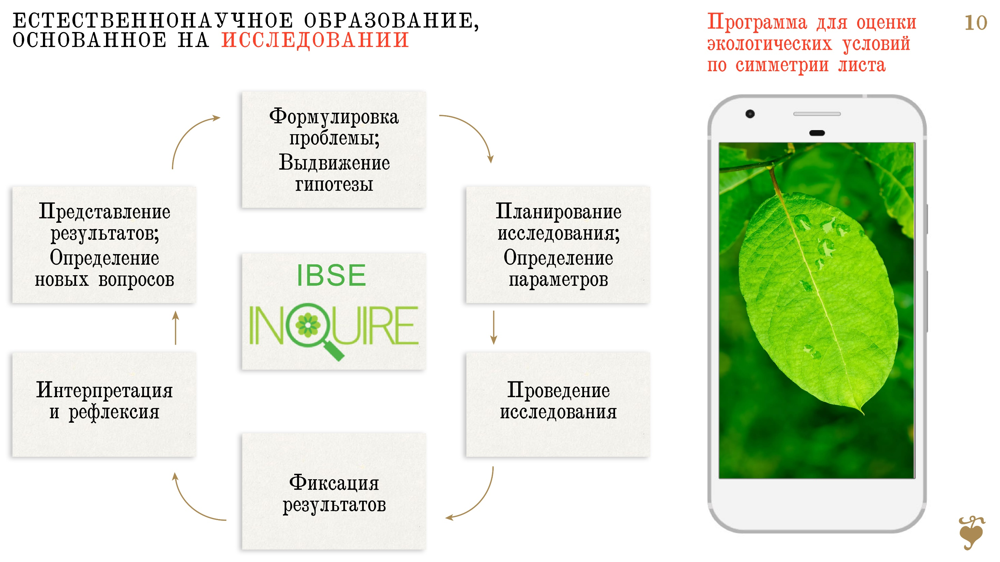 ЕСТЕСТВЕННОНАУЧНОЕ ОБРАЗОВАНИЕ,
ОСНОВАННОЕ НА ИССЛЕДОВАНИИ
Программа для оценки
экологических условий
по симметрии листа
10
Формулировка
проблемы;
Выдвижение
гипотезы
Планирование
исследования;
Определение
параметров
Проведение
исследования
Фиксация
результатов
Интерпретация
и рефлексия
Представление
результатов;
Определение
новых вопросов
IBSE
INQUIRE